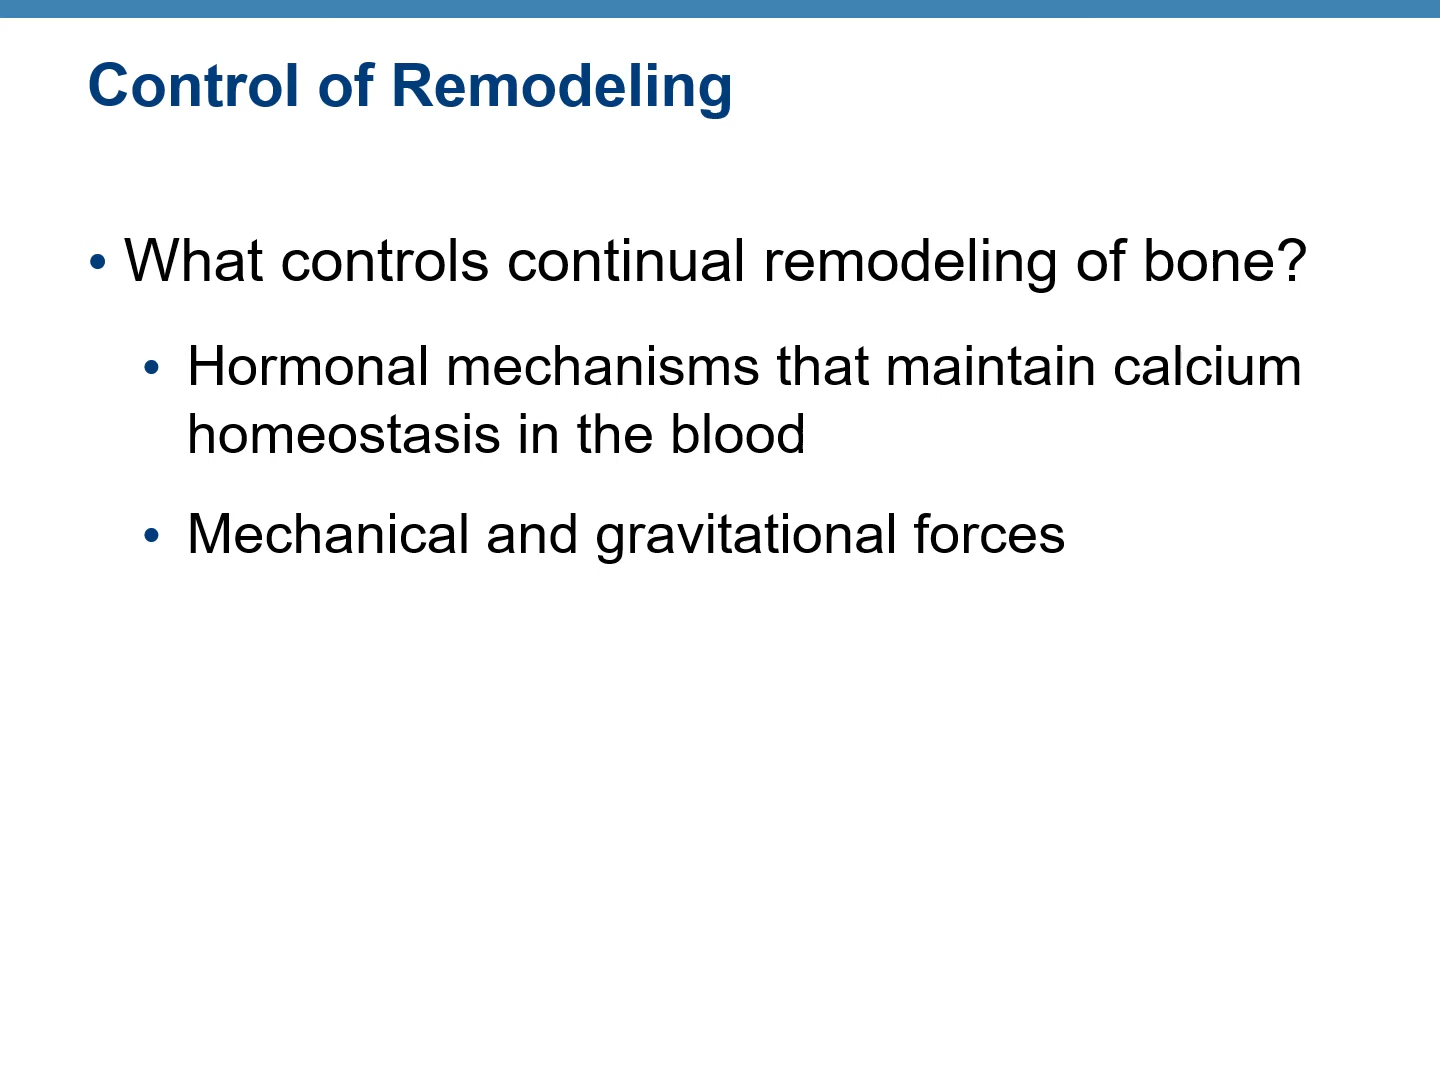 Control of Remodeling
• What controls continual remodeling of bone?
• Hormonal mechanisms that maintain calcium
homeostasis in the blood
• Mechanical and gravitational forces